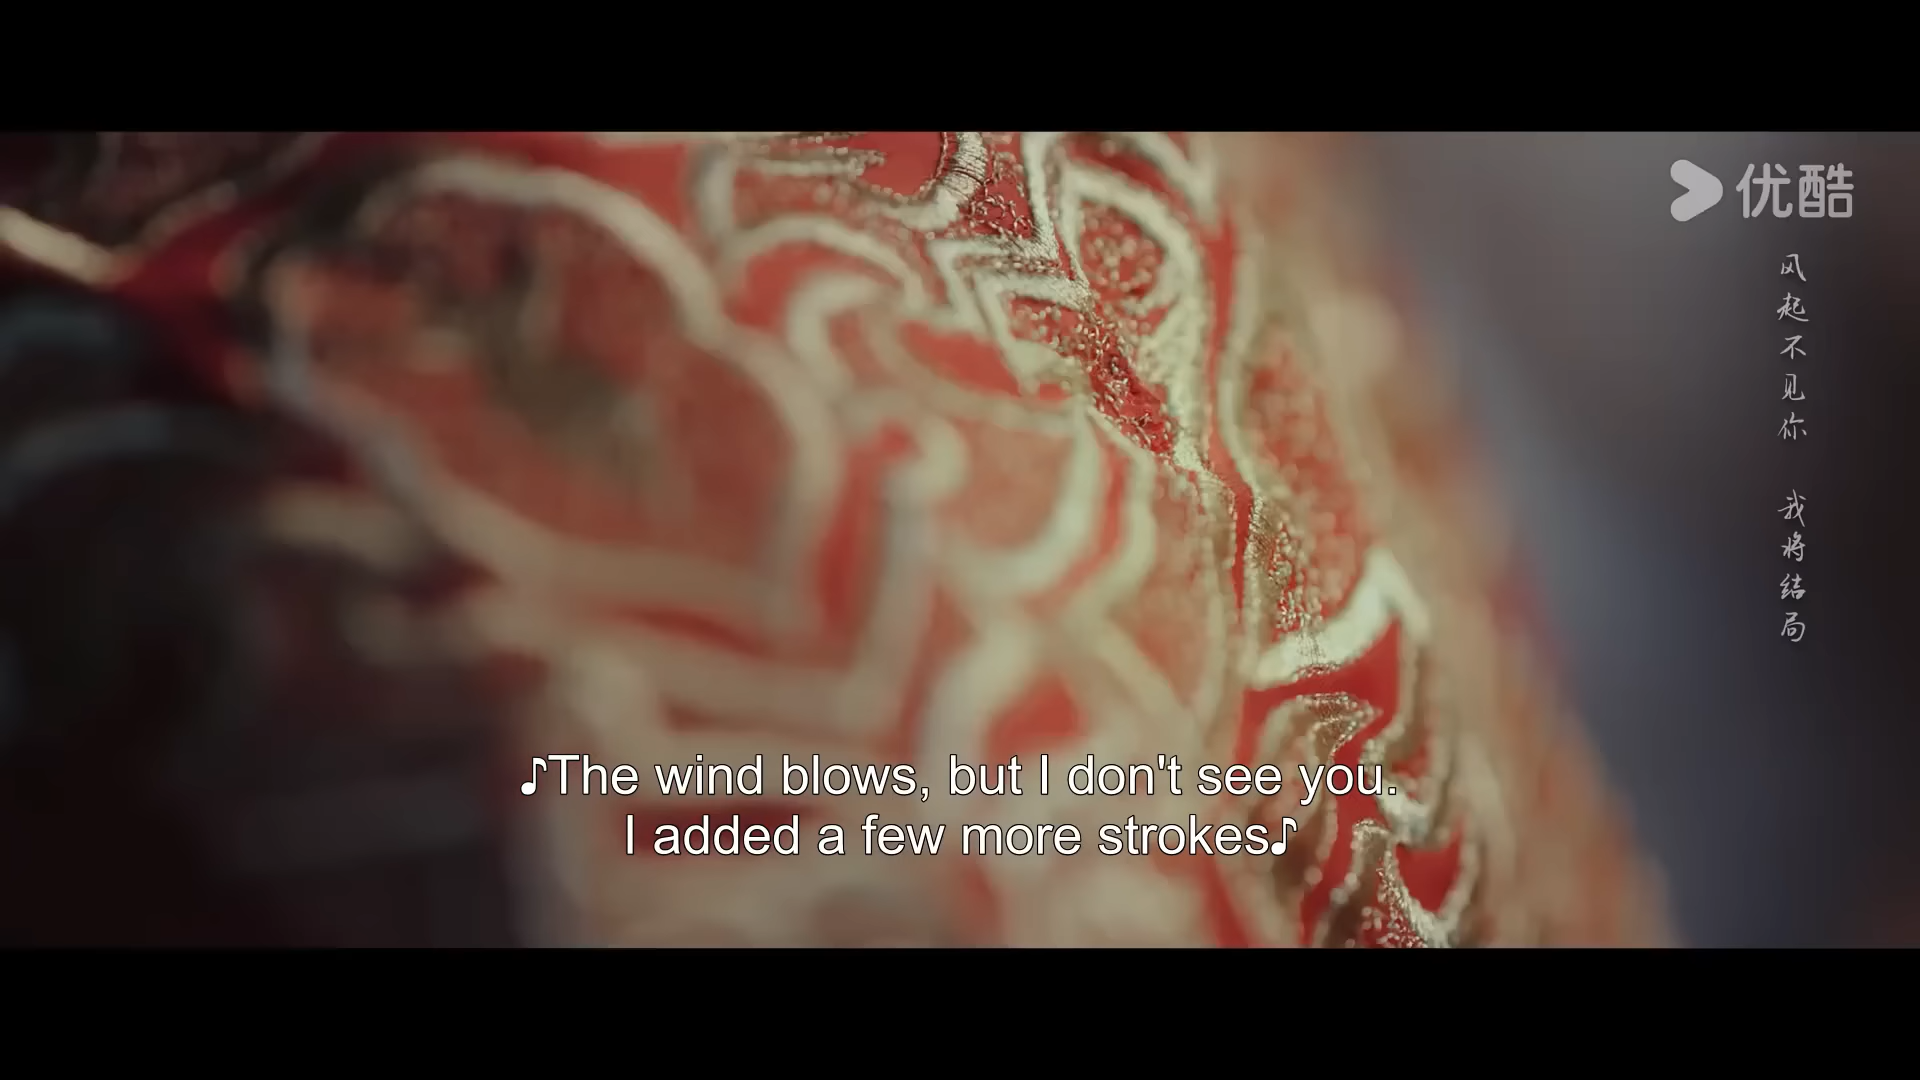 优酷
风起不见你 我将结局
♪The wind blows, but I don't see you.
I added a few more strokes♪